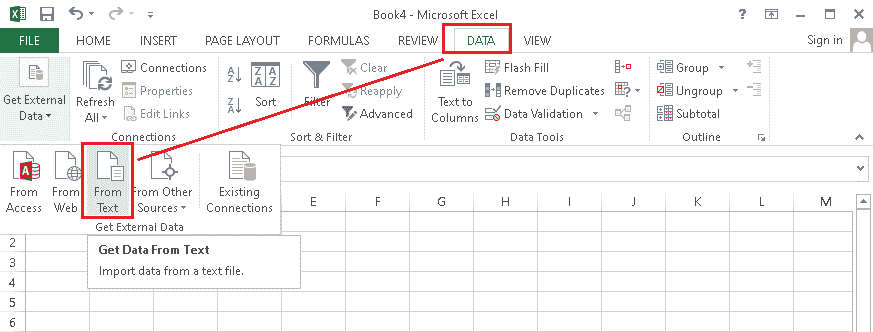 Book4 - Microsoft Excel
FILE HOME INSERT PAGE LAYOUT FORMULAS REVIEW DATA VIEW Sign in
Get External Data
Refresh All
Connections
Properties
Edit Links
Connections
Sort
Filter
Clear
Reapply
Advanced
Sort & Filter
Text to Columns
Flash Fill
Remove Duplicates
Data Validation
Data Tools
Group
Ungroup
Subtotal
Outline
From Access
From Web
From Text
From Other Sources
Existing Connections
Get External Data
E F G H I J K L M
Get Data From Text
Import data from a text file.
2
3
4
5
6